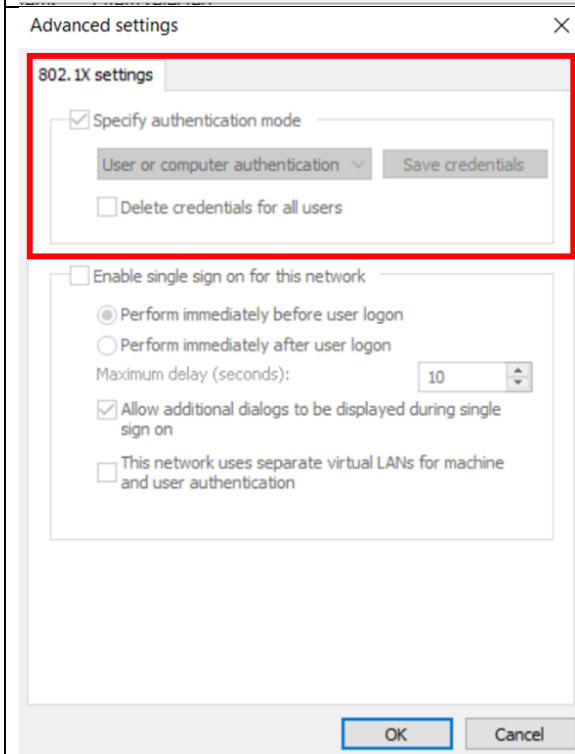 Advanced settings
802.1X settings
Specify authentication mode
User or computer authentication
Save credentials
Delete credentials for all users
Enable single sign on for this network
Perform immediately before user logon
Perform immediately after user logon
Maximum delay (seconds):
10
Allow additional dialogs to be displayed during single
sign on
This network uses separate virtual LANs for machine
and user authentication
OK
Cancel